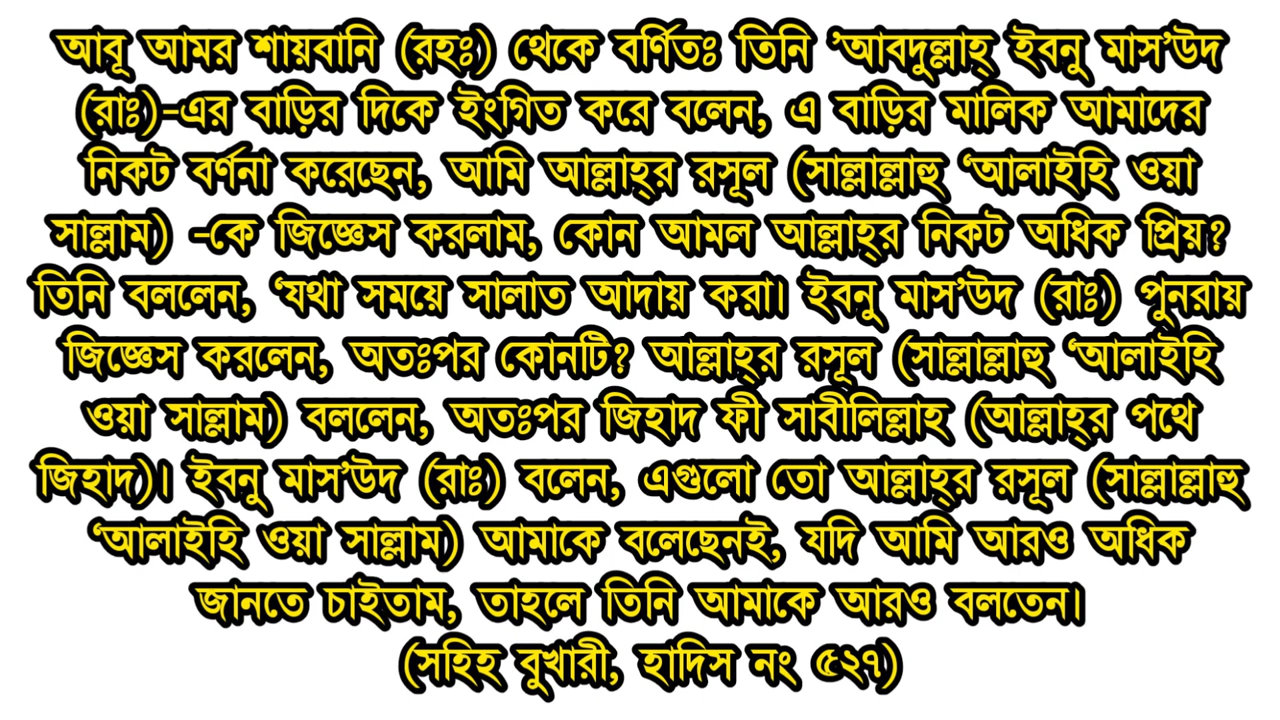 আবূ আমর শায়বানি (রহঃ) থেকে বর্ণিতঃ তিনি ’আবদুল্লাহ্ ইবনু মাস’উদ
(রাঃ)-এর বাড়ির দিকে ইংগিত করে বলেন, এ বাড়ির মালিক আমাদের
নিকট বর্ণনা করেছেন, আমি আল্লাহ্‌র রসূল (সাল্লাল্লাহু ‘আলাইহি ওয়া
সাল্লাম) -কে জিজ্ঞেস করলাম, কোন আমল আল্লাহ্‌র নিকট অধিক প্রিয়?
তিনি বললেন, ‘যথা সময়ে সালাত আদায় করা। ইবনু মাস’উদ (রাঃ) পুনরায়
জিজ্ঞেস করলেন, অতঃপর কোনটি? আল্লাহ্‌র রসূল (সাল্লাল্লাহু ‘আলাইহি
ওয়া সাল্লাম) বললেন, অতঃপর জিহাদ ফী সাবীলিল্লাহ (আল্লাহ্‌র পথে
জিহাদ)। ইবনু মাস’উদ (রাঃ) বলেন, এগুলো তো আল্লাহ্‌র রসূল (সাল্লাল্লাহু
‘আলাইহি ওয়া সাল্লাম) আমাকে বলেছেনই, যদি আমি আরও অধিক
জানতে চাইতাম, তাহলে তিনি আমাকে আরও বলতেন।
(সহিহ বুখারী, হাদিস নং ৫২৭)